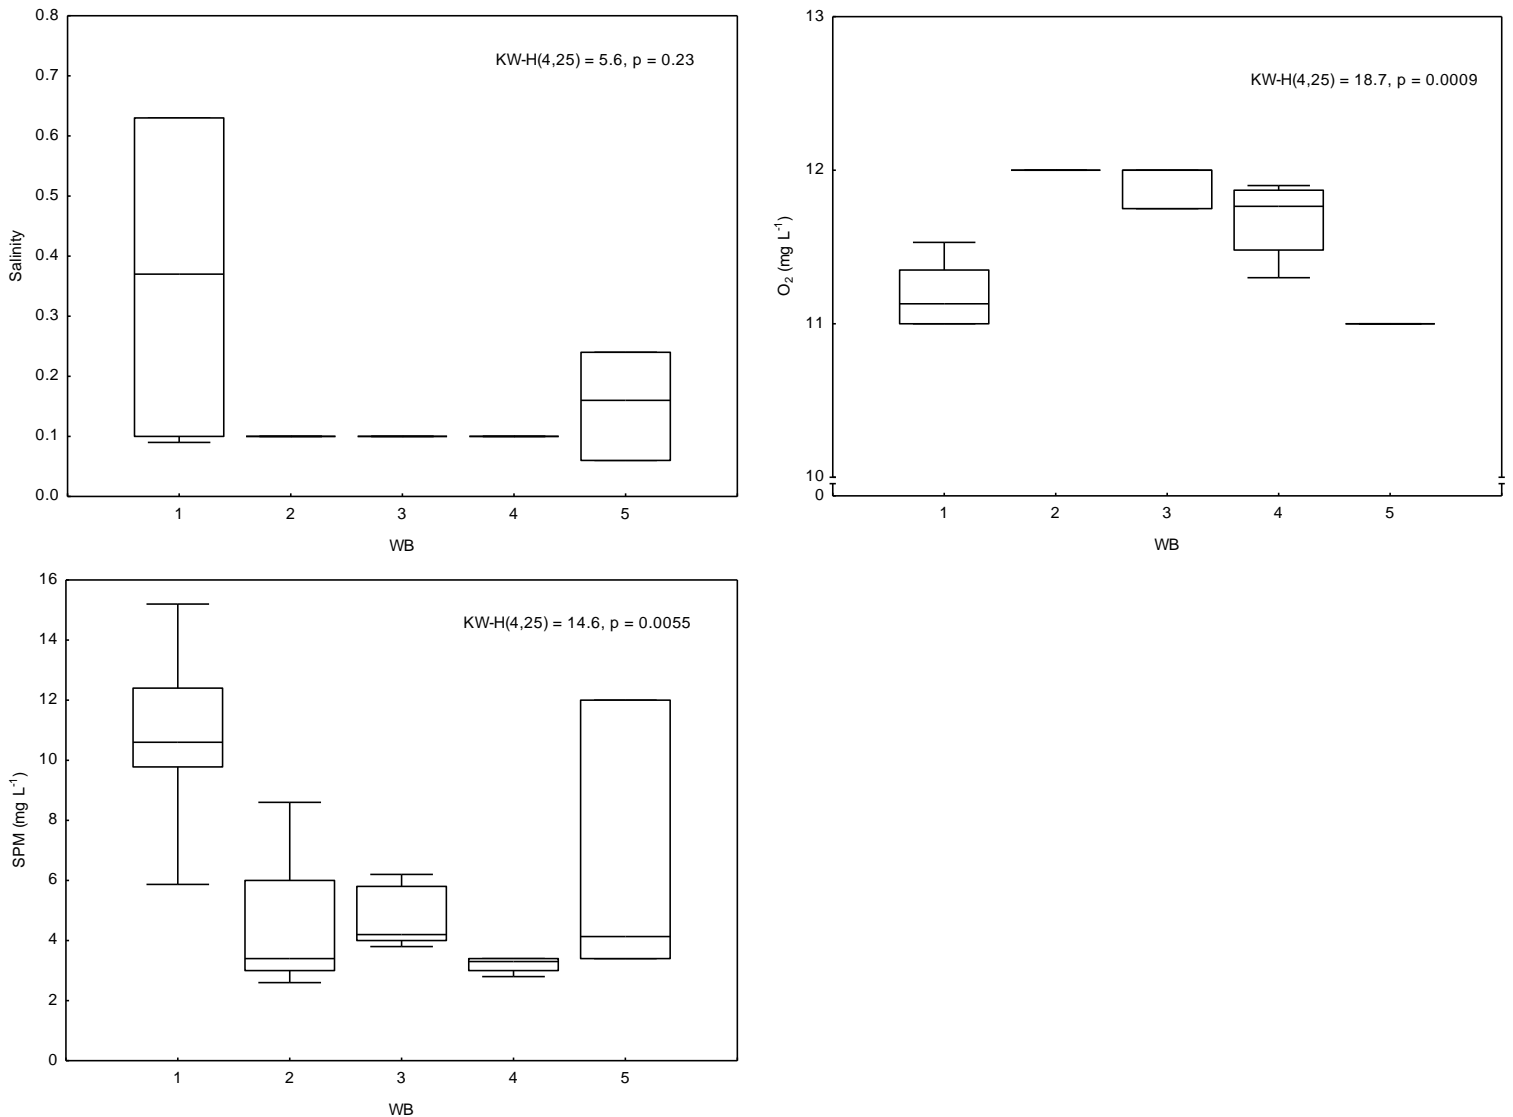 0.8
KW-H(4,25) = 5.6, p = 0.23
0.7
0.6
0.5
0.4
0.3
0.2
0.1
0.0
Salinity
1 2 3 4 5
WB
13
KW-H(4,25) = 18.7, p = 0.0009
12
11
10
0
O₂ (mg L⁻¹)
1 2 3 4 5
WB
16
KW-H(4,25) = 14.6, p = 0.0055
14
12
10
8
6
4
2
0
SPM (mg L⁻¹)
1 2 3 4 5
WB